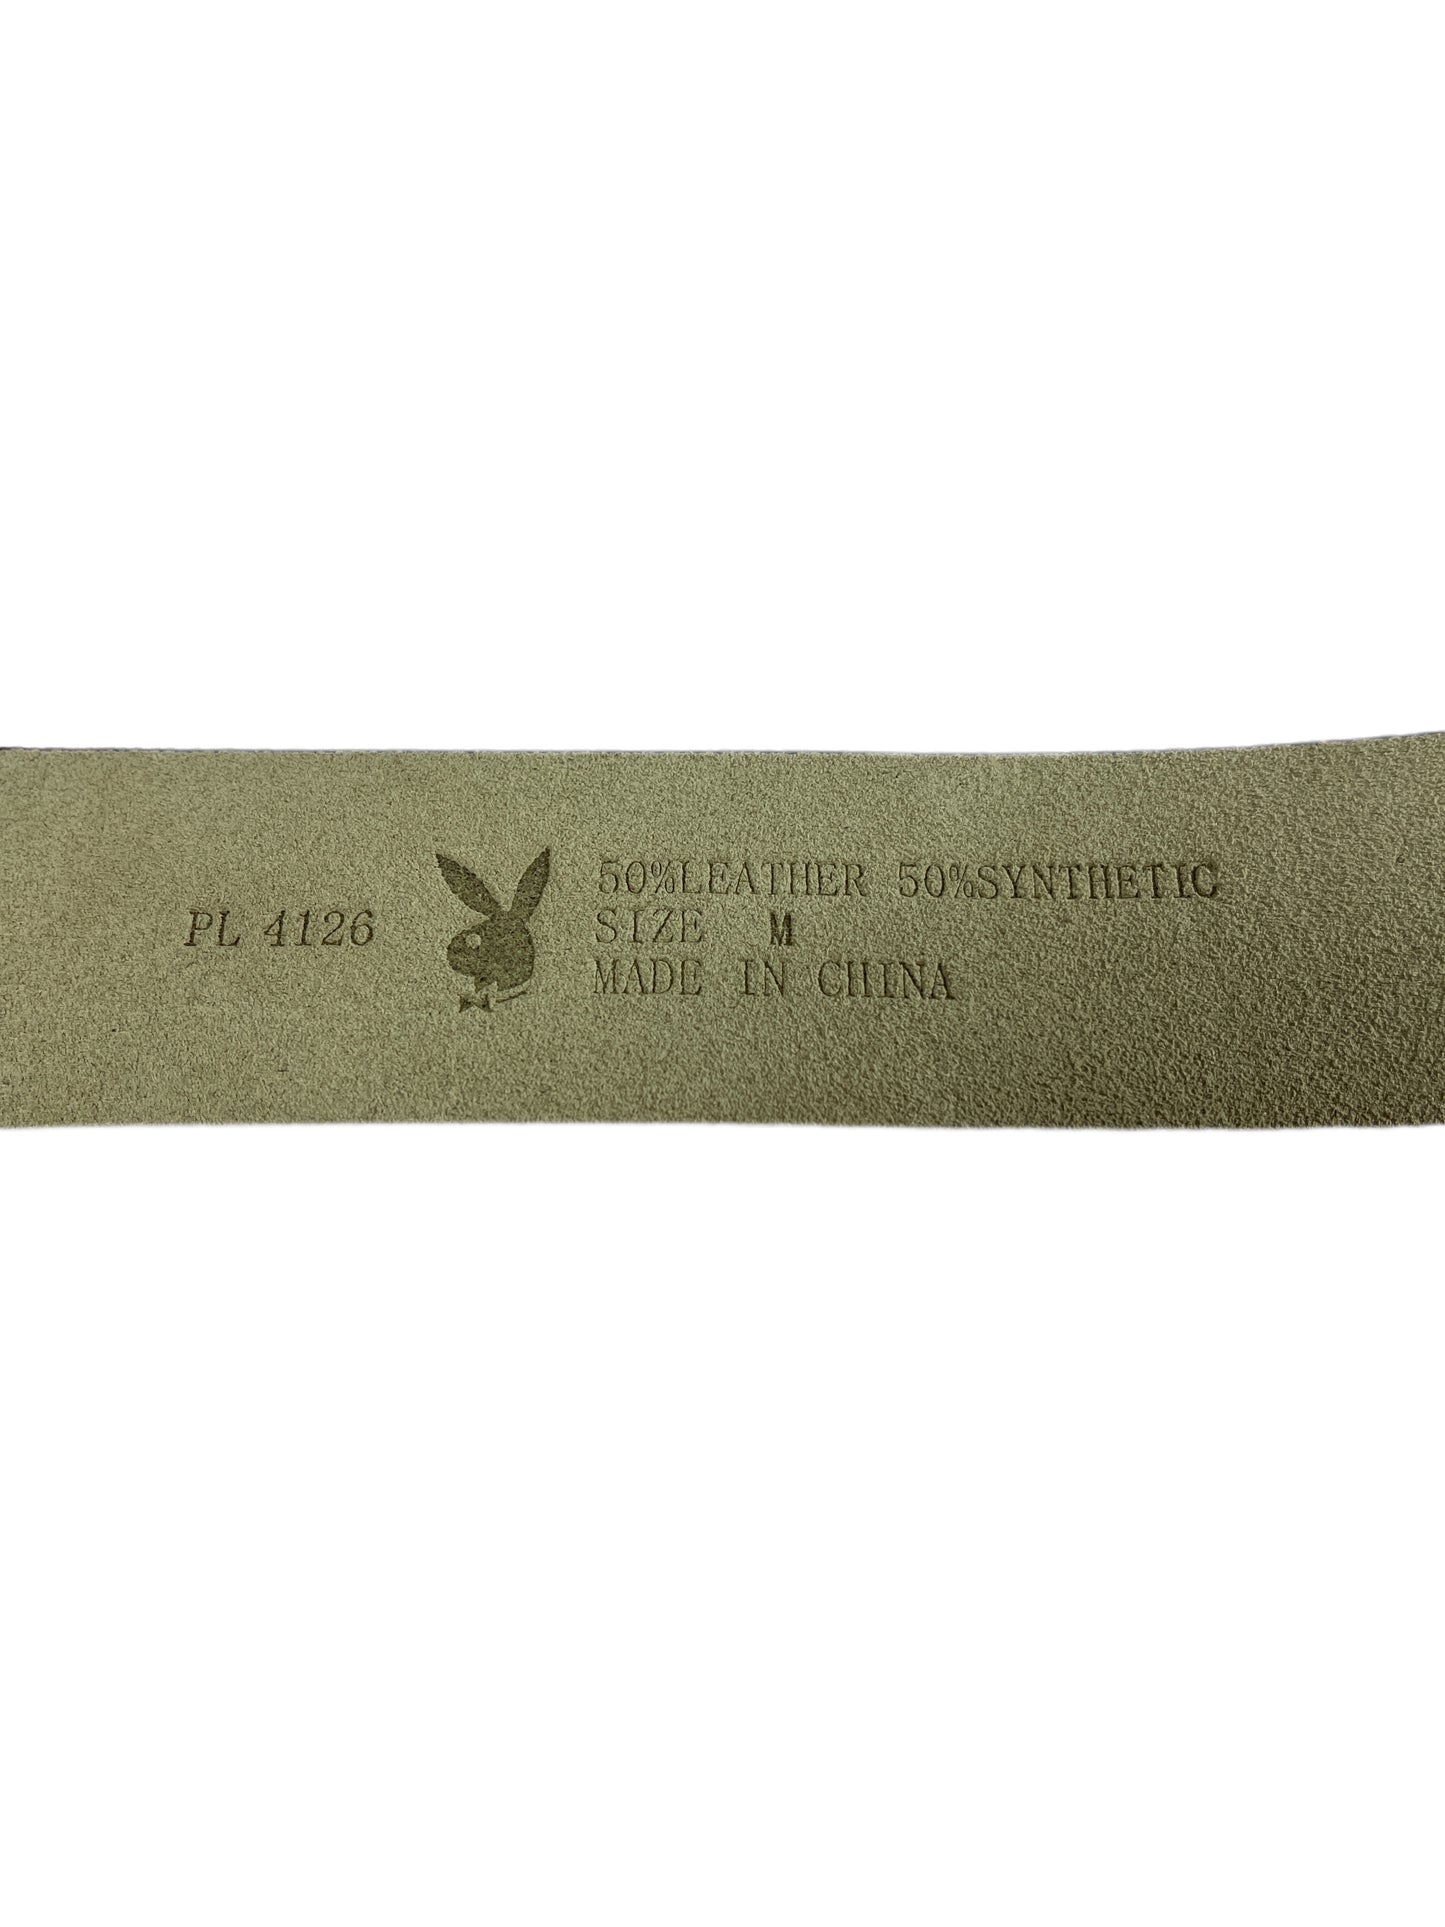 PL 4126
50%LEATHER 50%SYNTHETIC
SIZE M
MADE IN CHINA